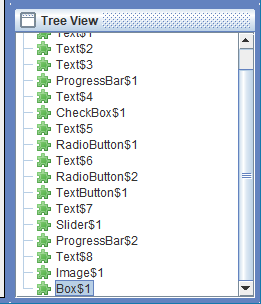 Tree View
Text$1
Text$2
Text$3
ProgressBar$1
Text$4
CheckBox$1
Text$5
RadioButton$1
Text$6
RadioButton$2
TextButton$1
Text$7
Slider$1
ProgressBar$2
Text$8
Image$1
Box$1